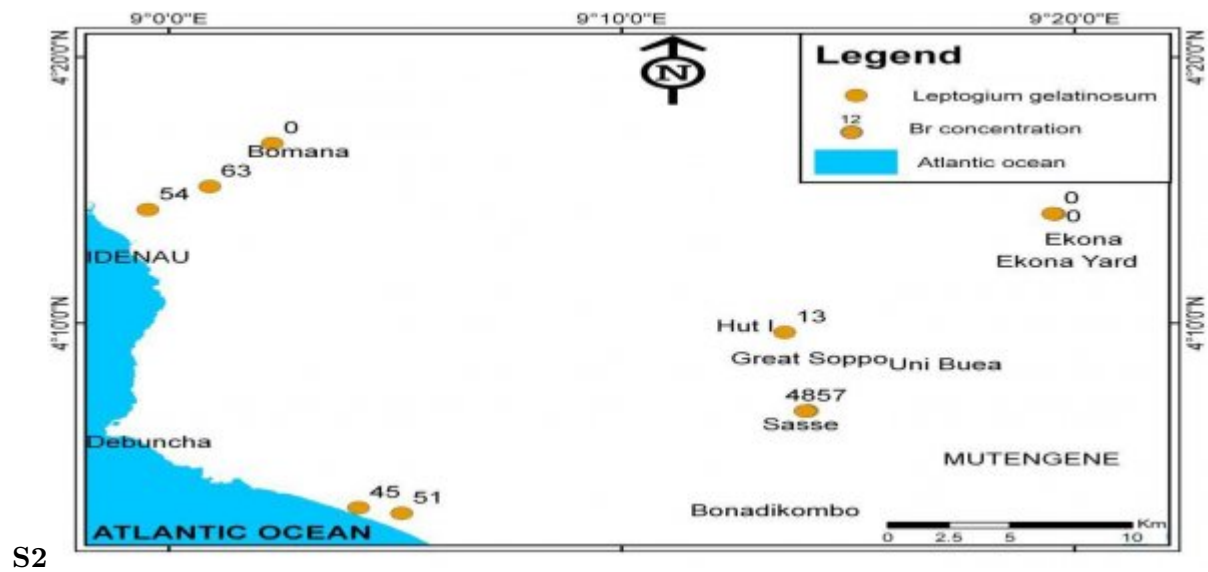 9°0'0"E 9°10'0"E 9°20'0"E
4°20'0"N 4°20'0"N
N
Legend
Leptogium gelatinosum
12 Br concentration
Atlantic ocean
0
Bomana
63
54
0
0
Ekona
Ekona Yard
IDENAU
4°10'0"N 4°10'0"N
Hut I 13
Great Soppo Uni Buea
4857
Sasse
Debuncha
MUTENGENE
45 51
Bonadikombo
ATLANTIC OCEAN
Km
0 2.5 5 10
S2